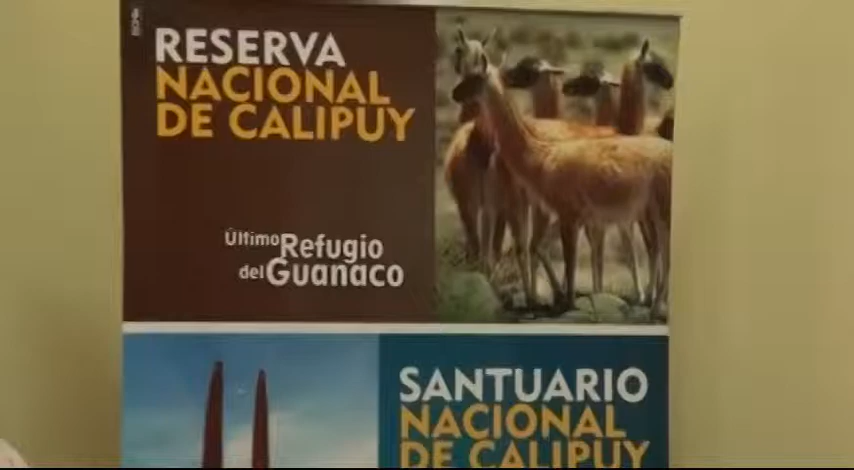 RESERVA
NACIONAL
DE CALIPUY
Último Refugio
del Guanaco
SANTUARIO
NACIONAL
DE CALIPUY